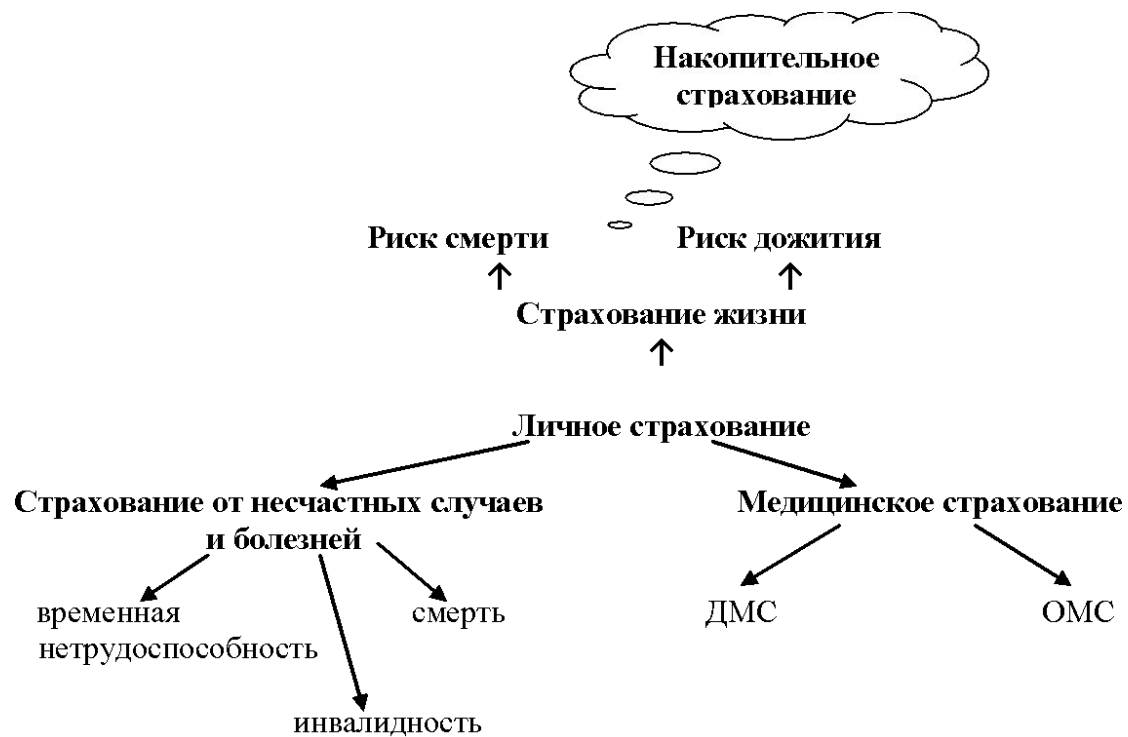 Накопительное
страхование
Риск смерти
Риск дожития
Страхование жизни
Личное страхование
Страхование от несчастных случаев
и болезней
Медицинское страхование
временная
нетрудоспособность
смерть
ДМС
ОМС
инвалидность